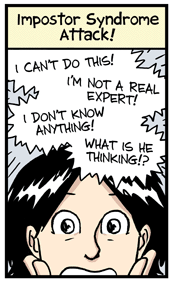 Impostor Syndrome
Attack!
I CAN'T DO THIS!
I'M NOT A REAL
EXPERT!
I DON'T KNOW
ANYTHING!
WHAT IS HE
THINKING!?